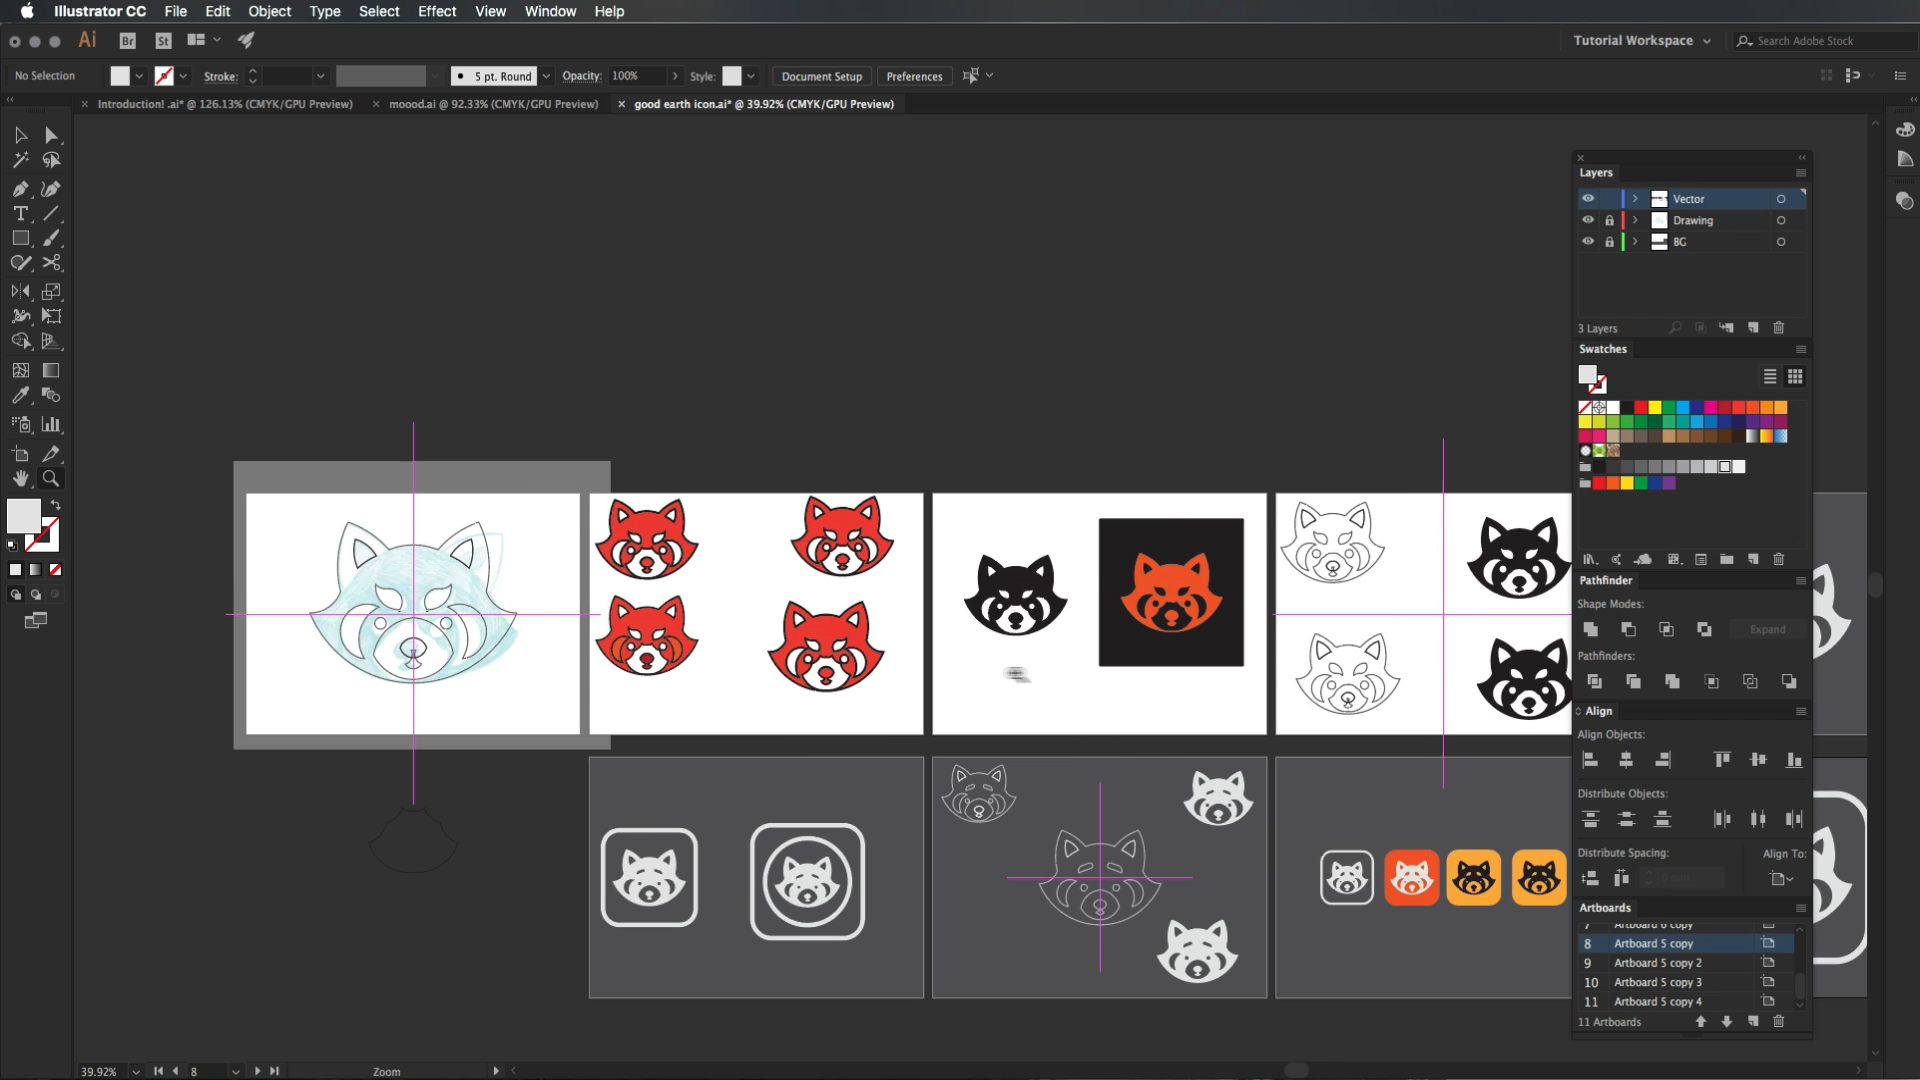 Illustrator CC File Edit Object Type Select Effect View Window Help
Ai Br St Tutorial Workspace Search Adobe Stock
No Selection Stroke: 5 pt. Round Opacity: 100% Style: Document Setup Preferences
Introduction! .ai* @ 126.13% (CMYK/GPU Preview) moood.ai @ 92.33% (CMYK/GPU Preview) good earth icon.ai* @ 39.92% (CMYK/GPU Preview)
Layers
Vector
Drawing
BG
3 Layers
Swatches
Pathfinder
Shape Modes:
Expand
Pathfinders:
Align
Align Objects:
Distribute Objects:
Distribute Spacing: Align To:
Artboards
7 Artboard 6 copy
8 Artboard 5 copy
9 Artboard 5 copy 2
10 Artboard 5 copy 3
11 Artboard 5 copy 4
11 Artboards
39.92% 8 Zoom